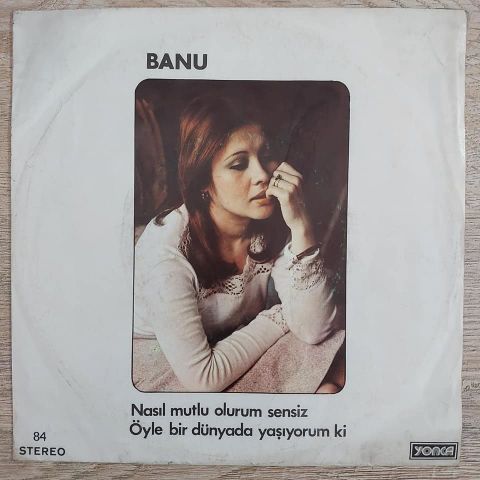 BANU
Nasıl mutlu olurum sensiz
Öyle bir dünyada yaşıyorum ki
84
STEREO
yonca